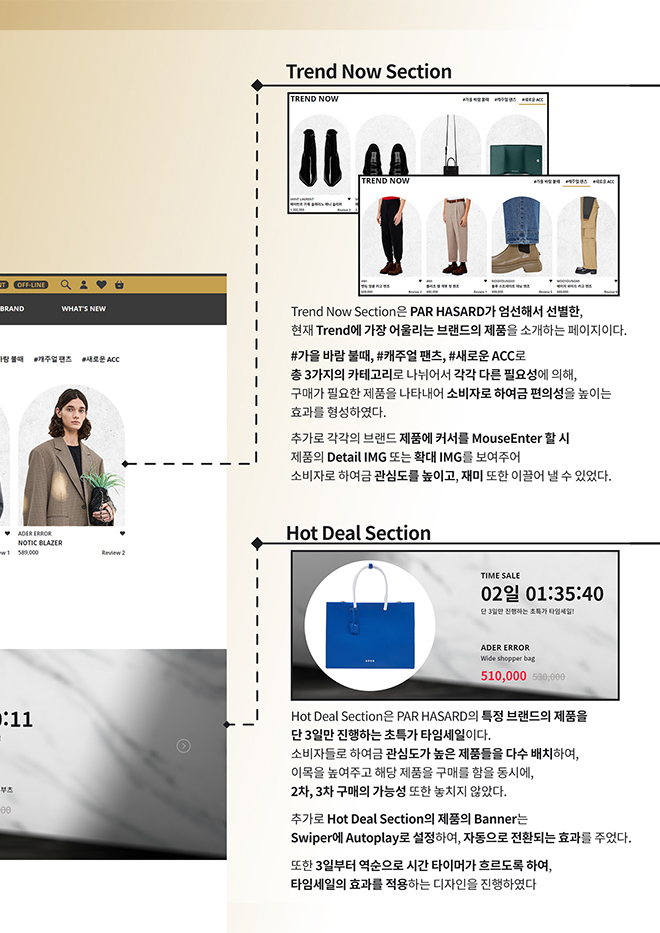 Trend Now Section
TREND NOW
#가을 바람 불때 #캐주얼 팬츠 #새로운 ACC
SAINT LAURENT
Review 3
TREND NOW
#가을 바람 불때 #캐주얼 팬츠 #새로운 ACC
AMI
AMI
WOOYOUNGMI
WOOYOUNGMI
Trend Now Section은 PAR HASARD가 엄선해서 선별한,
현재 Trend에 가장 어울리는 브랜드의 제품을 소개하는 페이지이다.
#가을 바람 불때, #캐주얼 팬츠, #새로운 ACC로
총 3가지의 카테고리로 나뉘어서 각각 다른 필요성에 의해,
구매가 필요한 제품을 나타내어 소비자로 하여금 편의성을 높이는
효과를 형성하였다.
추가로 각각의 브랜드 제품에 커서를 MouseEnter 할 시
제품의 Detail IMG 또는 확대 IMG를 보여주어
소비자로 하여금 관심도를 높이고, 재미 또한 이끌어 낼 수 있었다.
NT OFF-LINE
BRAND WHAT'S NEW
바람 불때 #캐주얼 팬츠 #새로운 ACC
ADER ERROR
NOTIC BLAZER
ew 1 589,000 Review 2
Hot Deal Section
TIME SALE
02일 01:35:40
단 3일만 진행하는 초특가 타임세일!
ADER ERROR
Wide shopper bag
510,000 530,000
0:11
부츠
00
Hot Deal Section은 PAR HASARD의 특정 브랜드의 제품을
단 3일만 진행하는 초특가 타임세일이다.
소비자들로 하여금 관심도가 높은 제품들을 다수 배치하여,
이목을 높여주고 해당 제품을 구매를 함을 동시에,
2차, 3차 구매의 가능성 또한 놓치지 않았다.
추가로 Hot Deal Section의 제품의 Banner는
Swiper에 Autoplay로 설정하여, 자동으로 전환되는 효과를 주었다.
또한 3일부터 역순으로 시간 타이머가 흐르도록 하여,
타임세일의 효과를 적용하는 디자인을 진행하였다